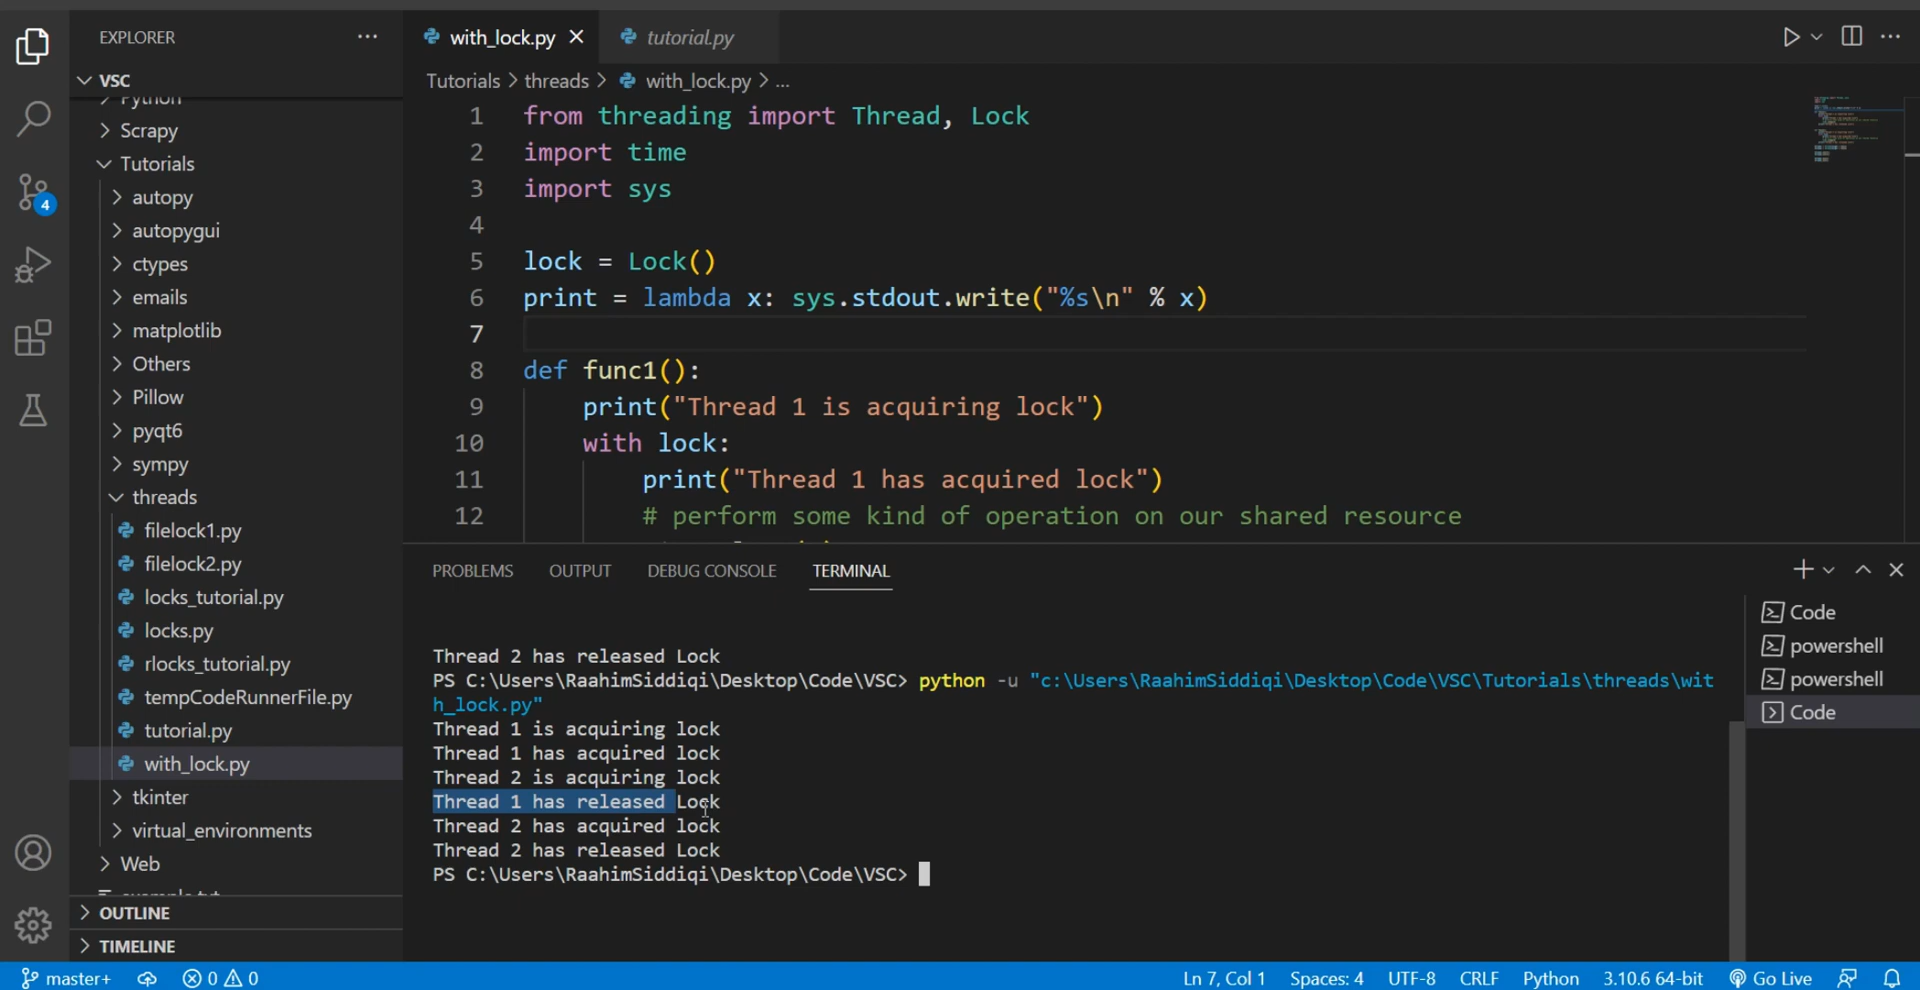 EXPLORER
VSC
Python
Scrapy
Tutorials
autopy
autopygui
ctypes
emails
matplotlib
Others
Pillow
pyqt6
sympy
threads
filelock1.py
filelock2.py
locks_tutorial.py
locks.py
rlocks_tutorial.py
tempCodeRunnerFile.py
tutorial.py
with_lock.py
tkinter
virtual_environments
Web
OUTLINE
TIMELINE
4
with_lock.py
tutorial.py
Tutorials > threads > with_lock.py > ...
1 from threading import Thread, Lock
2 import time
3 import sys
4
5 lock = Lock()
6 print = lambda x: sys.stdout.write("%s\n" % x)
7
8 def func1():
9 print("Thread 1 is acquiring lock")
10 with lock:
11 print("Thread 1 has acquired lock")
12 # perform some kind of operation on our shared resource
PROBLEMS OUTPUT DEBUG CONSOLE TERMINAL
Thread 2 has released Lock
PS C:\Users\RaahimSiddiqi\Desktop\Code\VSC> python -u "c:\Users\RaahimSiddiqi\Desktop\Code\VSC\Tutorials\threads\wit
h_lock.py"
Thread 1 is acquiring lock
Thread 1 has acquired lock
Thread 2 is acquiring lock
Thread 1 has released Lock
Thread 2 has acquired lock
Thread 2 has released Lock
PS C:\Users\RaahimSiddiqi\Desktop\Code\VSC>
Code
powershell
powershell
Code
master+ 0 0 Ln 7, Col 1 Spaces: 4 UTF-8 CRLF Python 3.10.6 64-bit Go Live